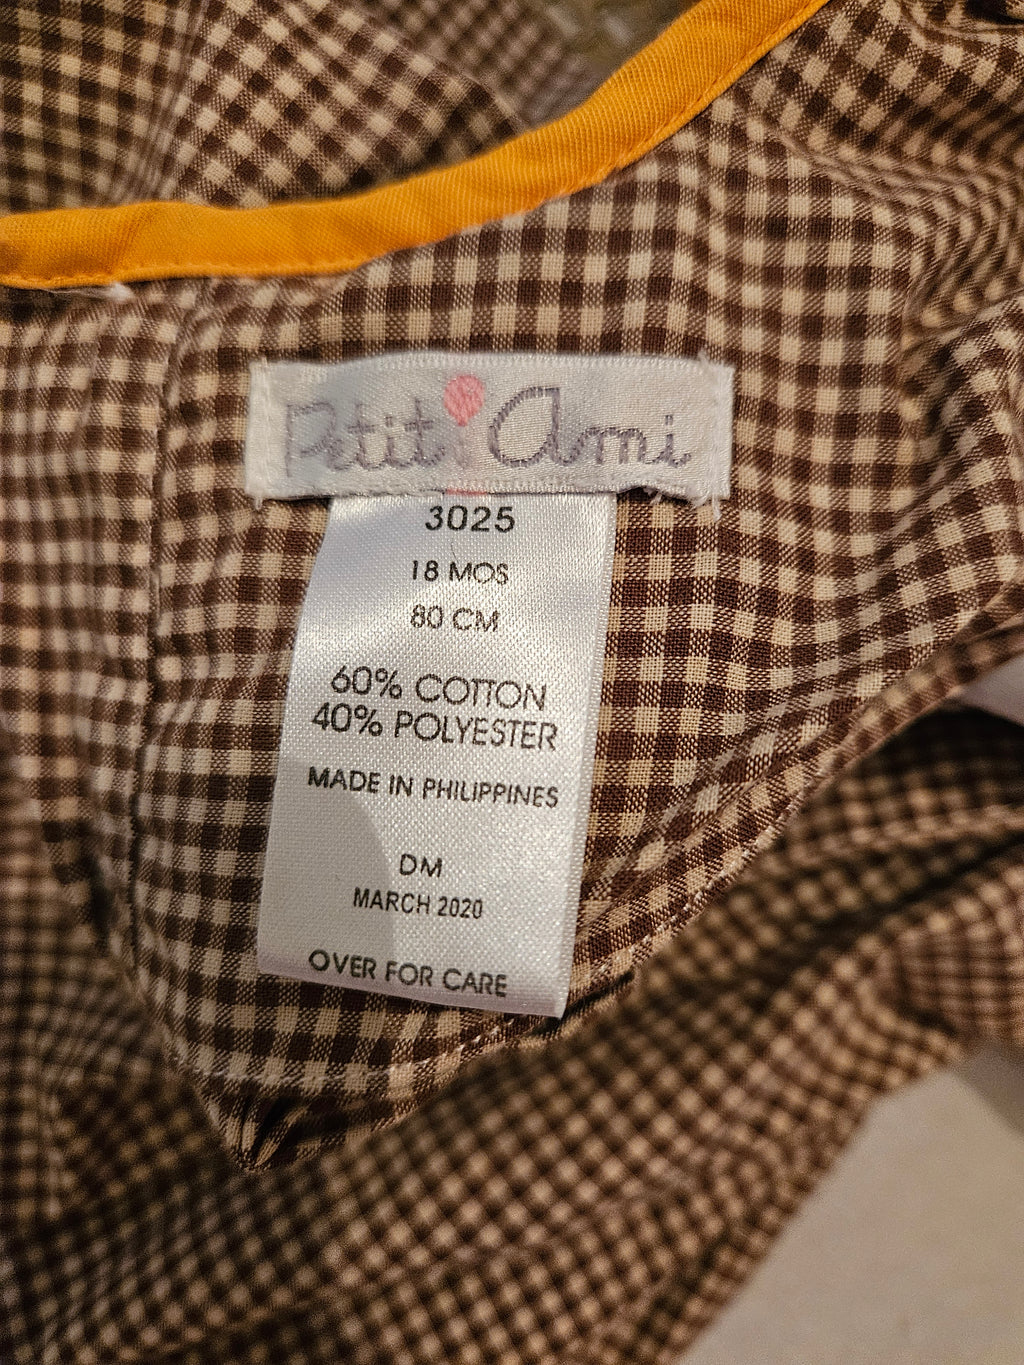 Petit Ami
3025
18 MOS
80 CM
60% COTTON
40% POLYESTER
MADE IN PHILIPPINES
DM
MARCH 2020
OVER FOR CARE